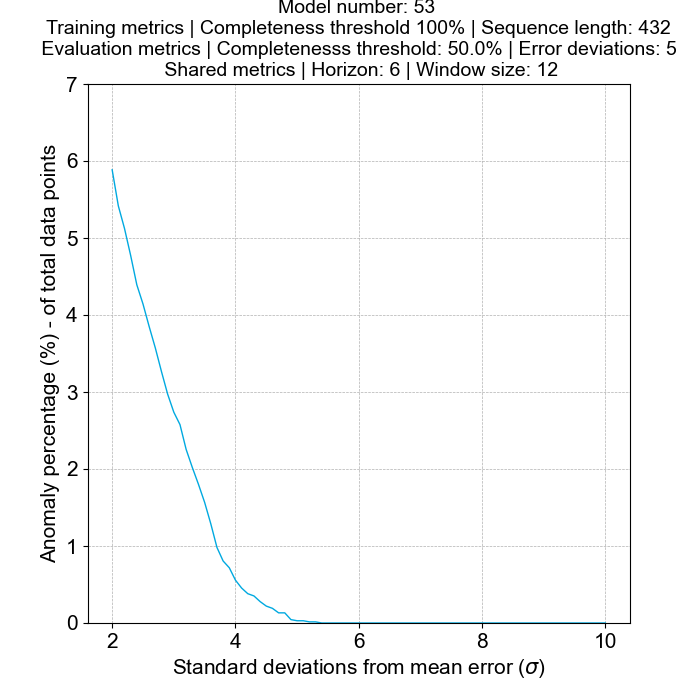 Model number: 53
Training metrics | Completeness threshold 100% | Sequence length: 432
Evaluation metrics | Completenesss threshold: 50.0% | Error deviations: 5
Shared metrics | Horizon: 6 | Window size: 12
Anomaly percentage (%) - of total data points
7
6
5
4
3
2
1
0
2 4 6 8 10
Standard deviations from mean error (σ)